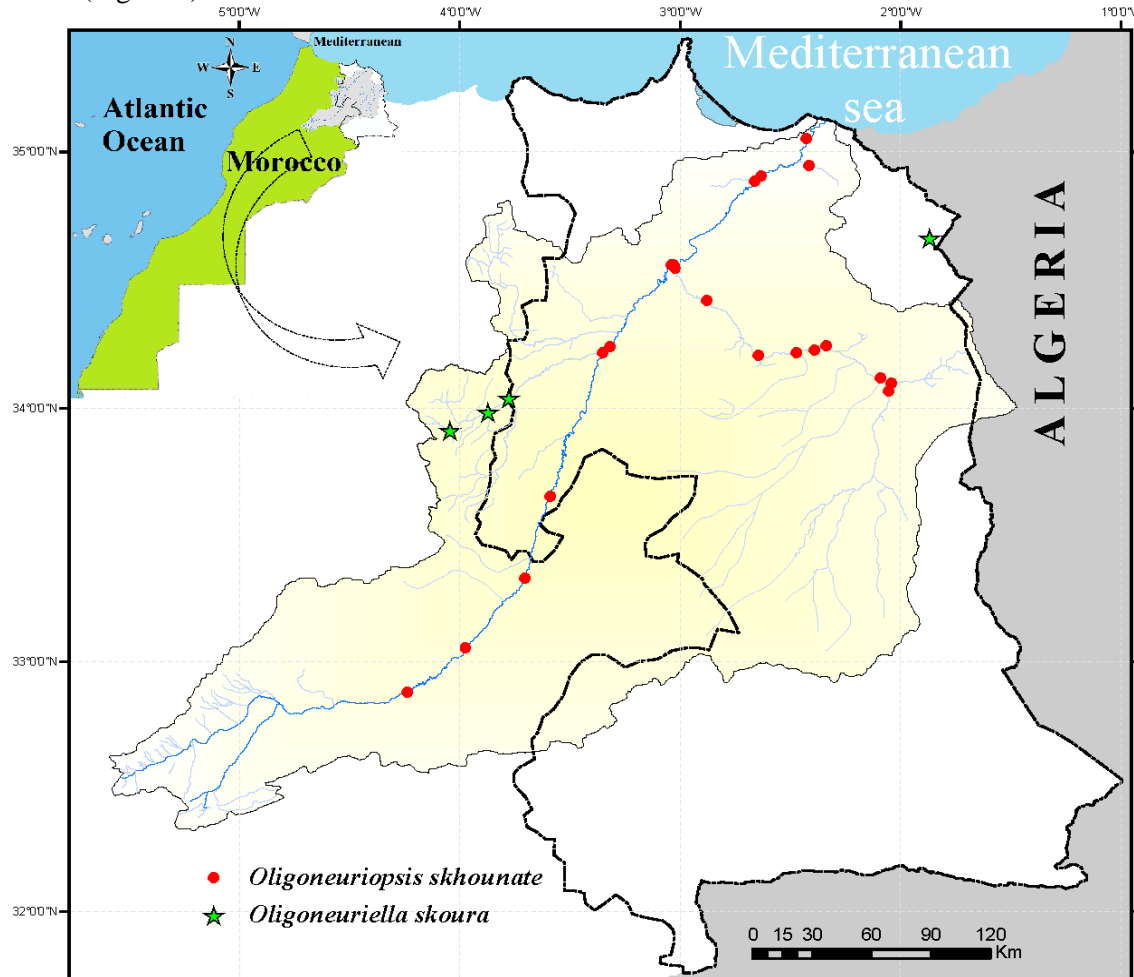 5°0'0"W 4°0'0"W 3°0'0"W 2°0'0"W 1°0'0
Mediterranean
N
W E
S
Mediterranean
sea
Atlantic
Ocean
Morocco
ALGERIA
35°0'0"N
34°0'0"N
33°0'0"N
32°0'0"N
Oligoneuriopsis skhounate
Oligoneuriella skoura
0 15 30 60 90 120
Km